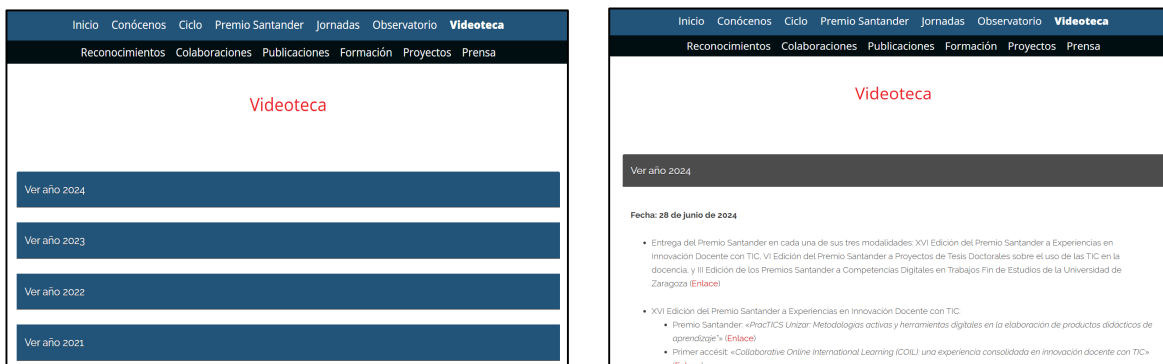 Inicio Conócenos Ciclo Premio Santander Jornadas Observatorio Videoteca
Reconocimientos Colaboraciones Publicaciones Formación Proyectos Prensa
Videoteca
Ver año 2024
Ver año 2023
Ver año 2022
Ver año 2021
Inicio Conócenos Ciclo Premio Santander Jornadas Observatorio Videoteca
Reconocimientos Colaboraciones Publicaciones Formación Proyectos Prensa
Videoteca
Ver año 2024
Fecha: 28 de junio de 2024
• Entrega del Premio Santander en cada una de sus tres modalidades: XVI Edición del Premio Santander a Experiencias en
Innovación Docente con TIC, VI Edición del Premio Santander a Proyectos de Tesis Doctorales sobre el uso de las TIC en la
docencia, y III Edición de los Premios Santander a Competencias Digitales en Trabajos Fin de Estudios de la Universidad de
Zaragoza (Enlace)
• XVI Edición del Premio Santander a Experiencias en Innovación Docente con TIC:
• Premio Santander: «PracTICS Unizar: Metodologías activas y herramientas digitales en la elaboración de productos didácticos de
aprendizaje"» (Enlace)
• Primer accésit: «Collaborative Online International Learning (COIL): una experiencia consolidada en innovación docente con TIC»